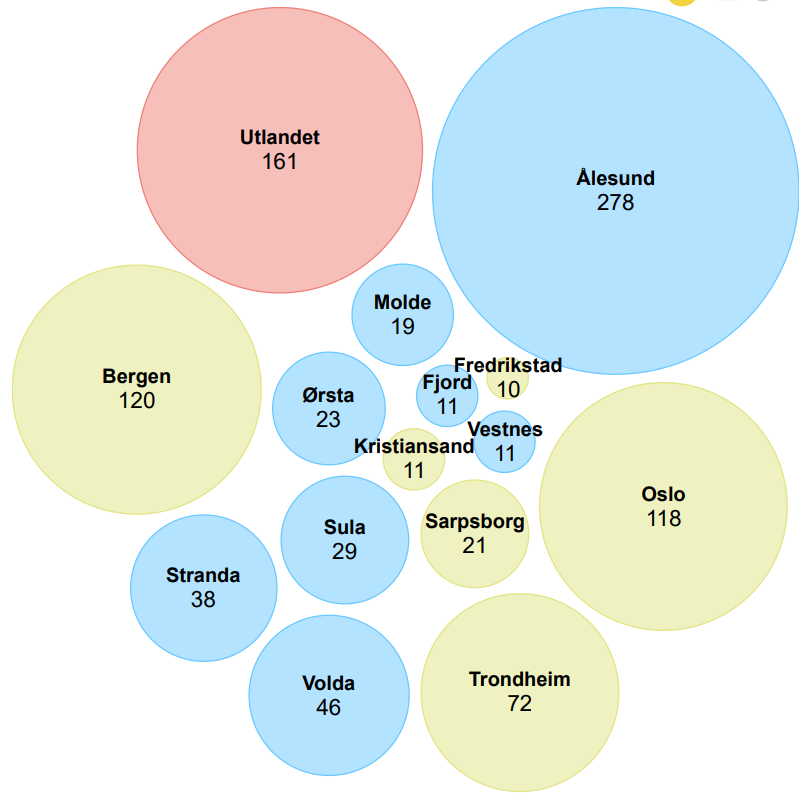 Utlandet
161
Ålesund
278
Molde
19
Bergen
120
Fredrikstad
10
Fjord
11
Ørsta
23
Vestnes
11
Kristiansand
11
Oslo
118
Sarpsborg
21
Sula
29
Stranda
38
Trondheim
72
Volda
46